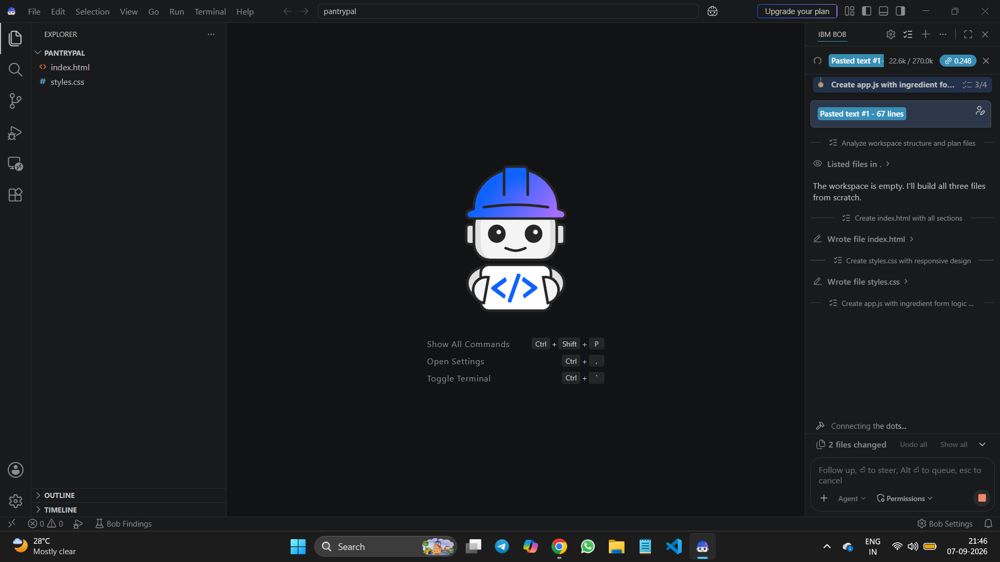 File Edit Selection View Go Run Terminal Help
pantrypal
Upgrade your plan
EXPLORER
PANTRYPAL
<> index.html
# styles.css
OUTLINE
TIMELINE
</>
Show All Commands Ctrl + Shift + P
Open Settings Ctrl + ,
Toggle Terminal Ctrl + `
IBM BOB
Pasted text #1 - 22.6k / 270.0k 0.248
Create app.js with ingredient fo... 3/4
Pasted text #1 - 67 lines
Analyze workspace structure and plan files
Listed files in .
The workspace is empty. I'll build all three files
from scratch.
Create index.html with all sections
Wrote file index.html
Create styles.css with responsive design
Wrote file styles.css
Create app.js with ingredient form logic ...
Connecting the dots...
2 files changed Undo all Show all
Follow up, ⏎ to steer, Alt ⏎ to queue, esc to
cancel
Agent Permissions
0 0 Bob Findings
Bob Settings
28°C
Mostly clear
Search
ENG
IN
21:46
07-09-2026